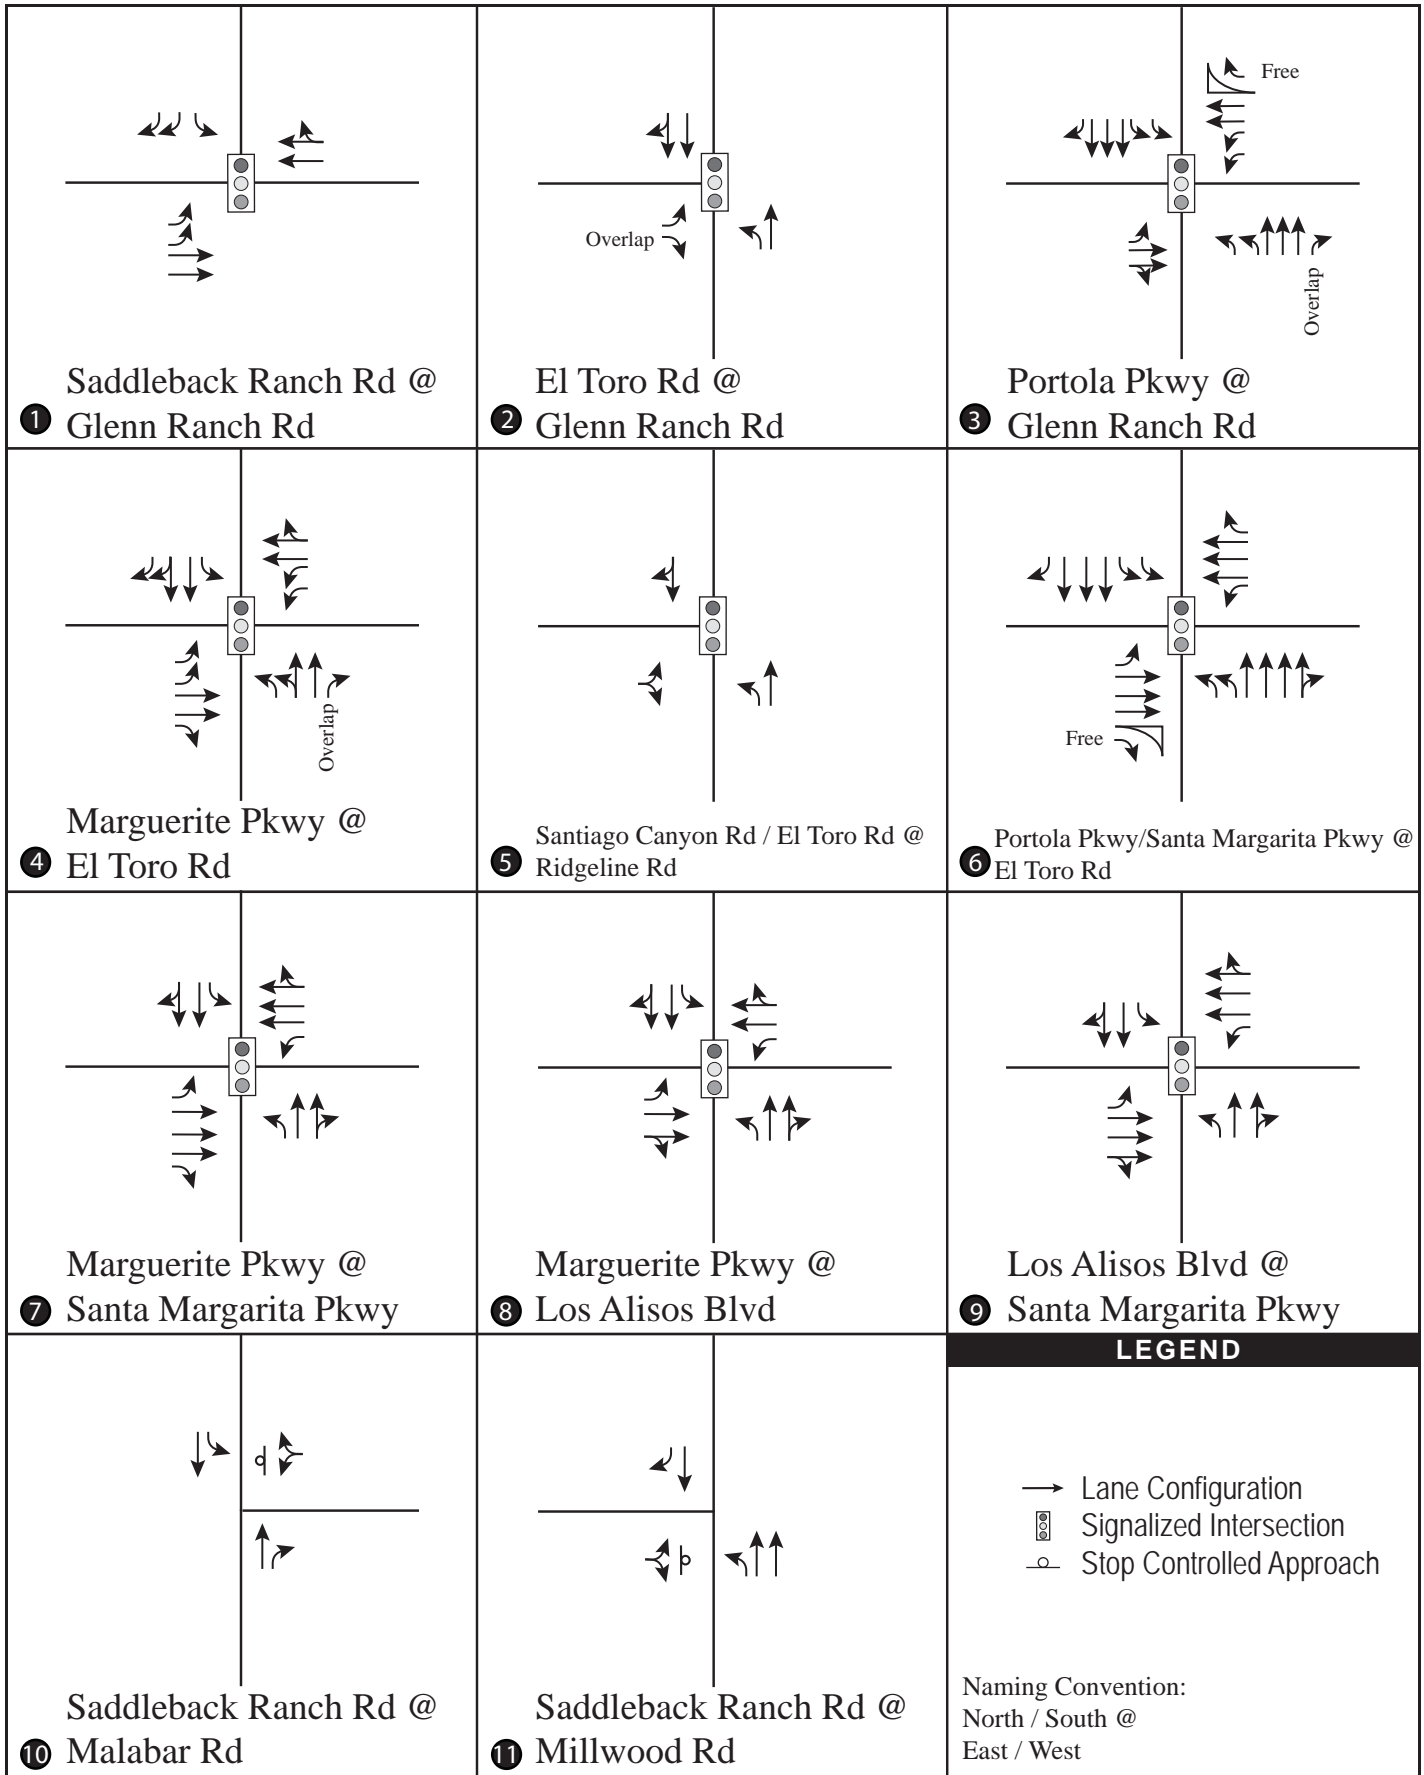 Saddleback Ranch Rd @
1 Glenn Ranch Rd
Overlap
El Toro Rd @
2 Glenn Ranch Rd
Free
Overlap
Portola Pkwy @
3 Glenn Ranch Rd
Overlap
Marguerite Pkwy @
4 El Toro Rd
Santiago Canyon Rd / El Toro Rd @
5 Ridgeline Rd
Free
Portola Pkwy/Santa Margarita Pkwy @
6 El Toro Rd
Marguerite Pkwy @
7 Santa Margarita Pkwy
Marguerite Pkwy @
8 Los Alisos Blvd
Los Alisos Blvd @
9 Santa Margarita Pkwy
Saddleback Ranch Rd @
10 Malabar Rd
Saddleback Ranch Rd @
11 Millwood Rd
LEGEND
Lane Configuration
Signalized Intersection
Stop Controlled Approach
Naming Convention:
North / South @
East / West